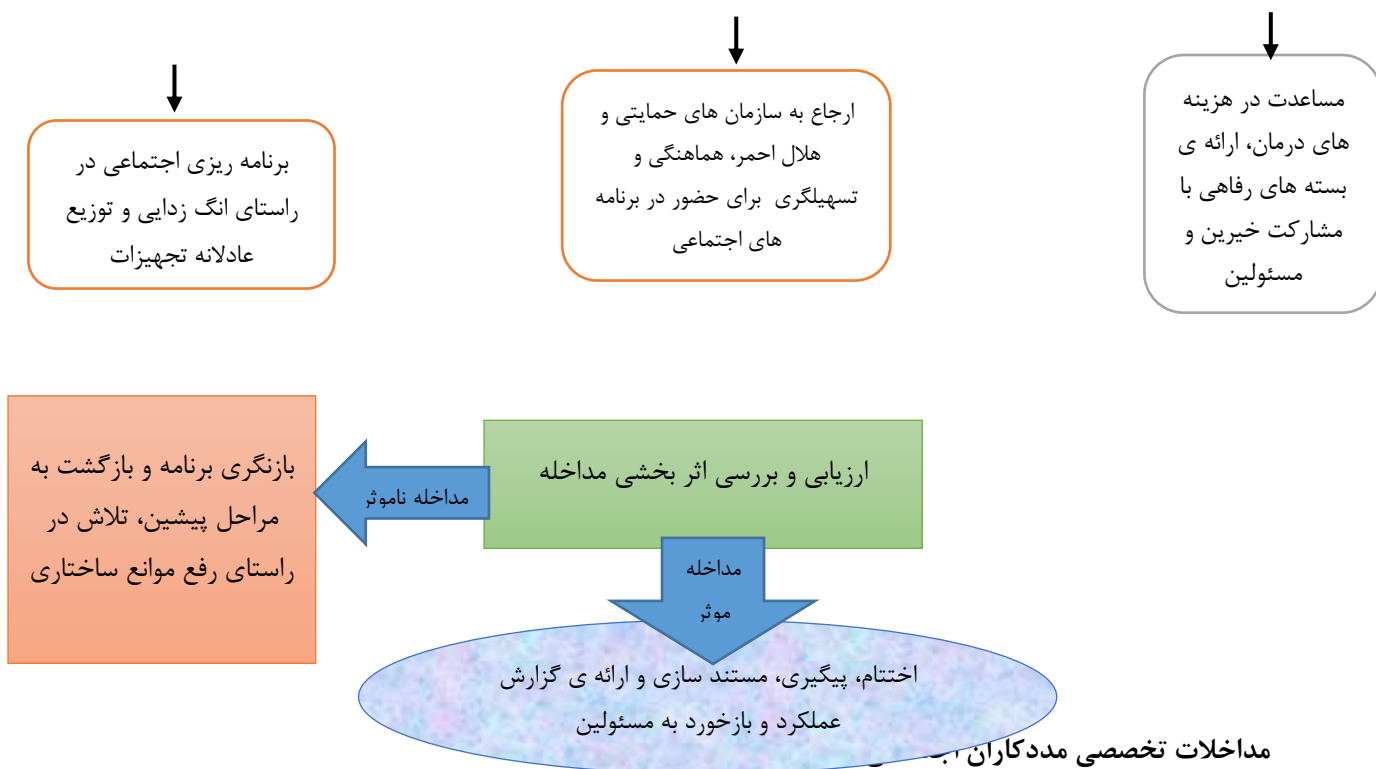 مساعدت در هزینه
های درمان، ارائه ی
بسته های رفاهی با
مشارکت خیرین و
مسئولین
ارجاع به سازمان های حمایتی و
هلال احمر، هماهنگی و
تسهیلگری برای حضور در برنامه
های اجتماعی
برنامه ریزی اجتماعی در
راستای انگ زدایی و توزیع
عادلانه تجهیزات
ارزیابی و بررسی اثر بخشی مداخله
مداخله ناموثر
بازنگری برنامه و بازگشت به
مراحل پیشین، تلاش در
راستای رفع موانع ساختاری
مداخله
موثر
اختتام، پیگیری، مستند سازی و ارائه ی گزارش
عملکرد و بازخورد به مسئولین
مداخلات تخصصی مددکاران